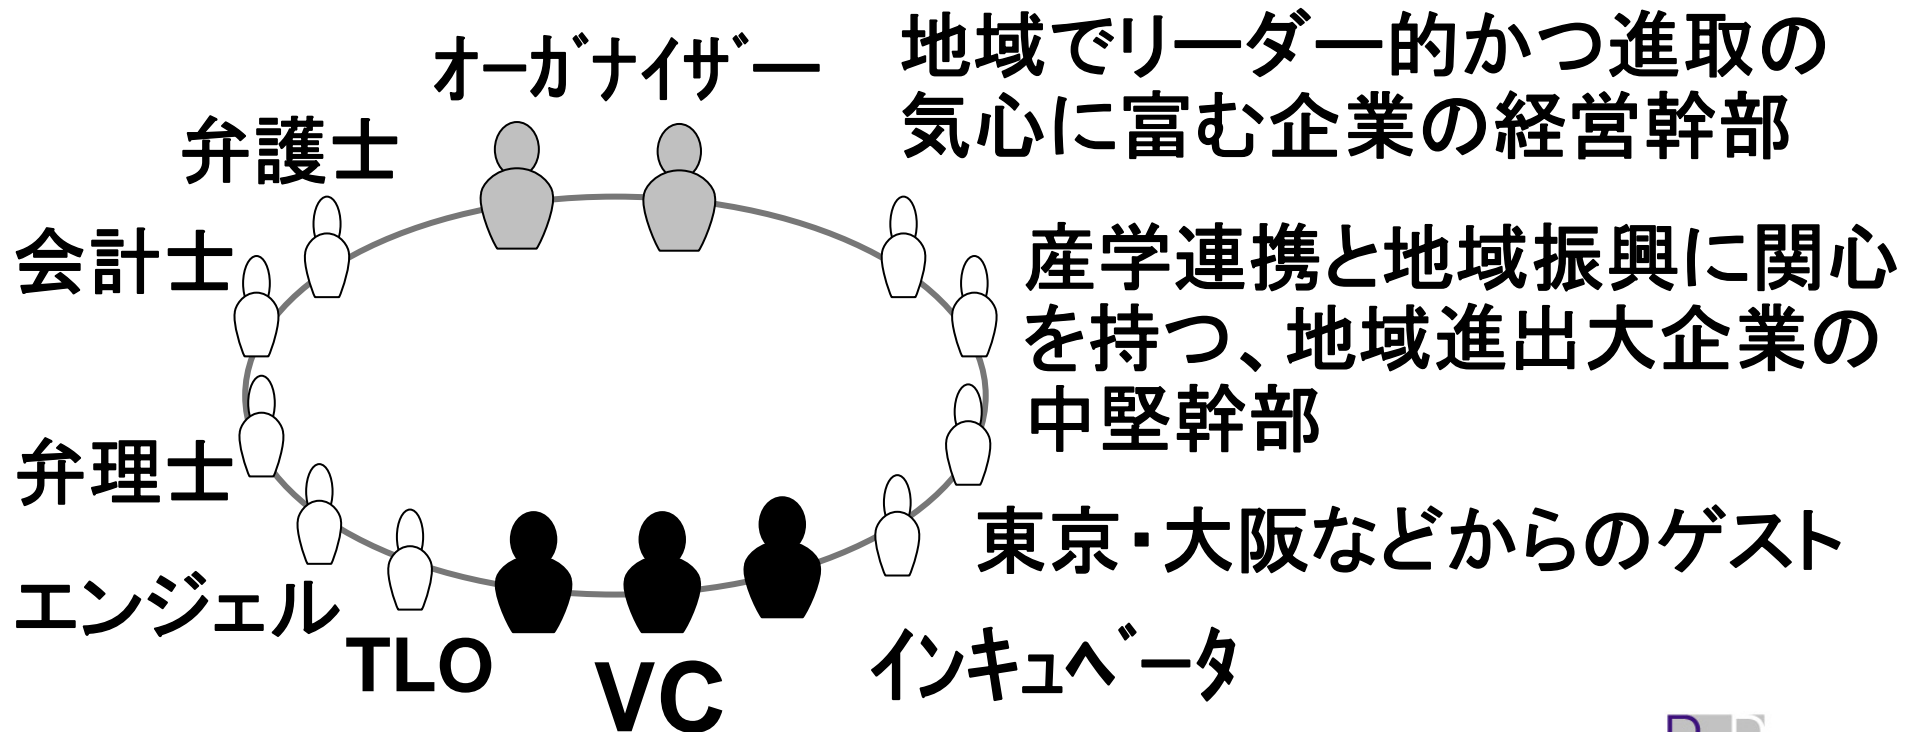 オーガナイザー
地域でリーダー的かつ進取の
気心に富む企業の経営幹部
弁護士
会計士
産学連携と地域振興に関心
を持つ、地域進出大企業の
中堅幹部
弁理士
東京・大阪などからのゲスト
エンジェル
TLO
VC
インキュベータ